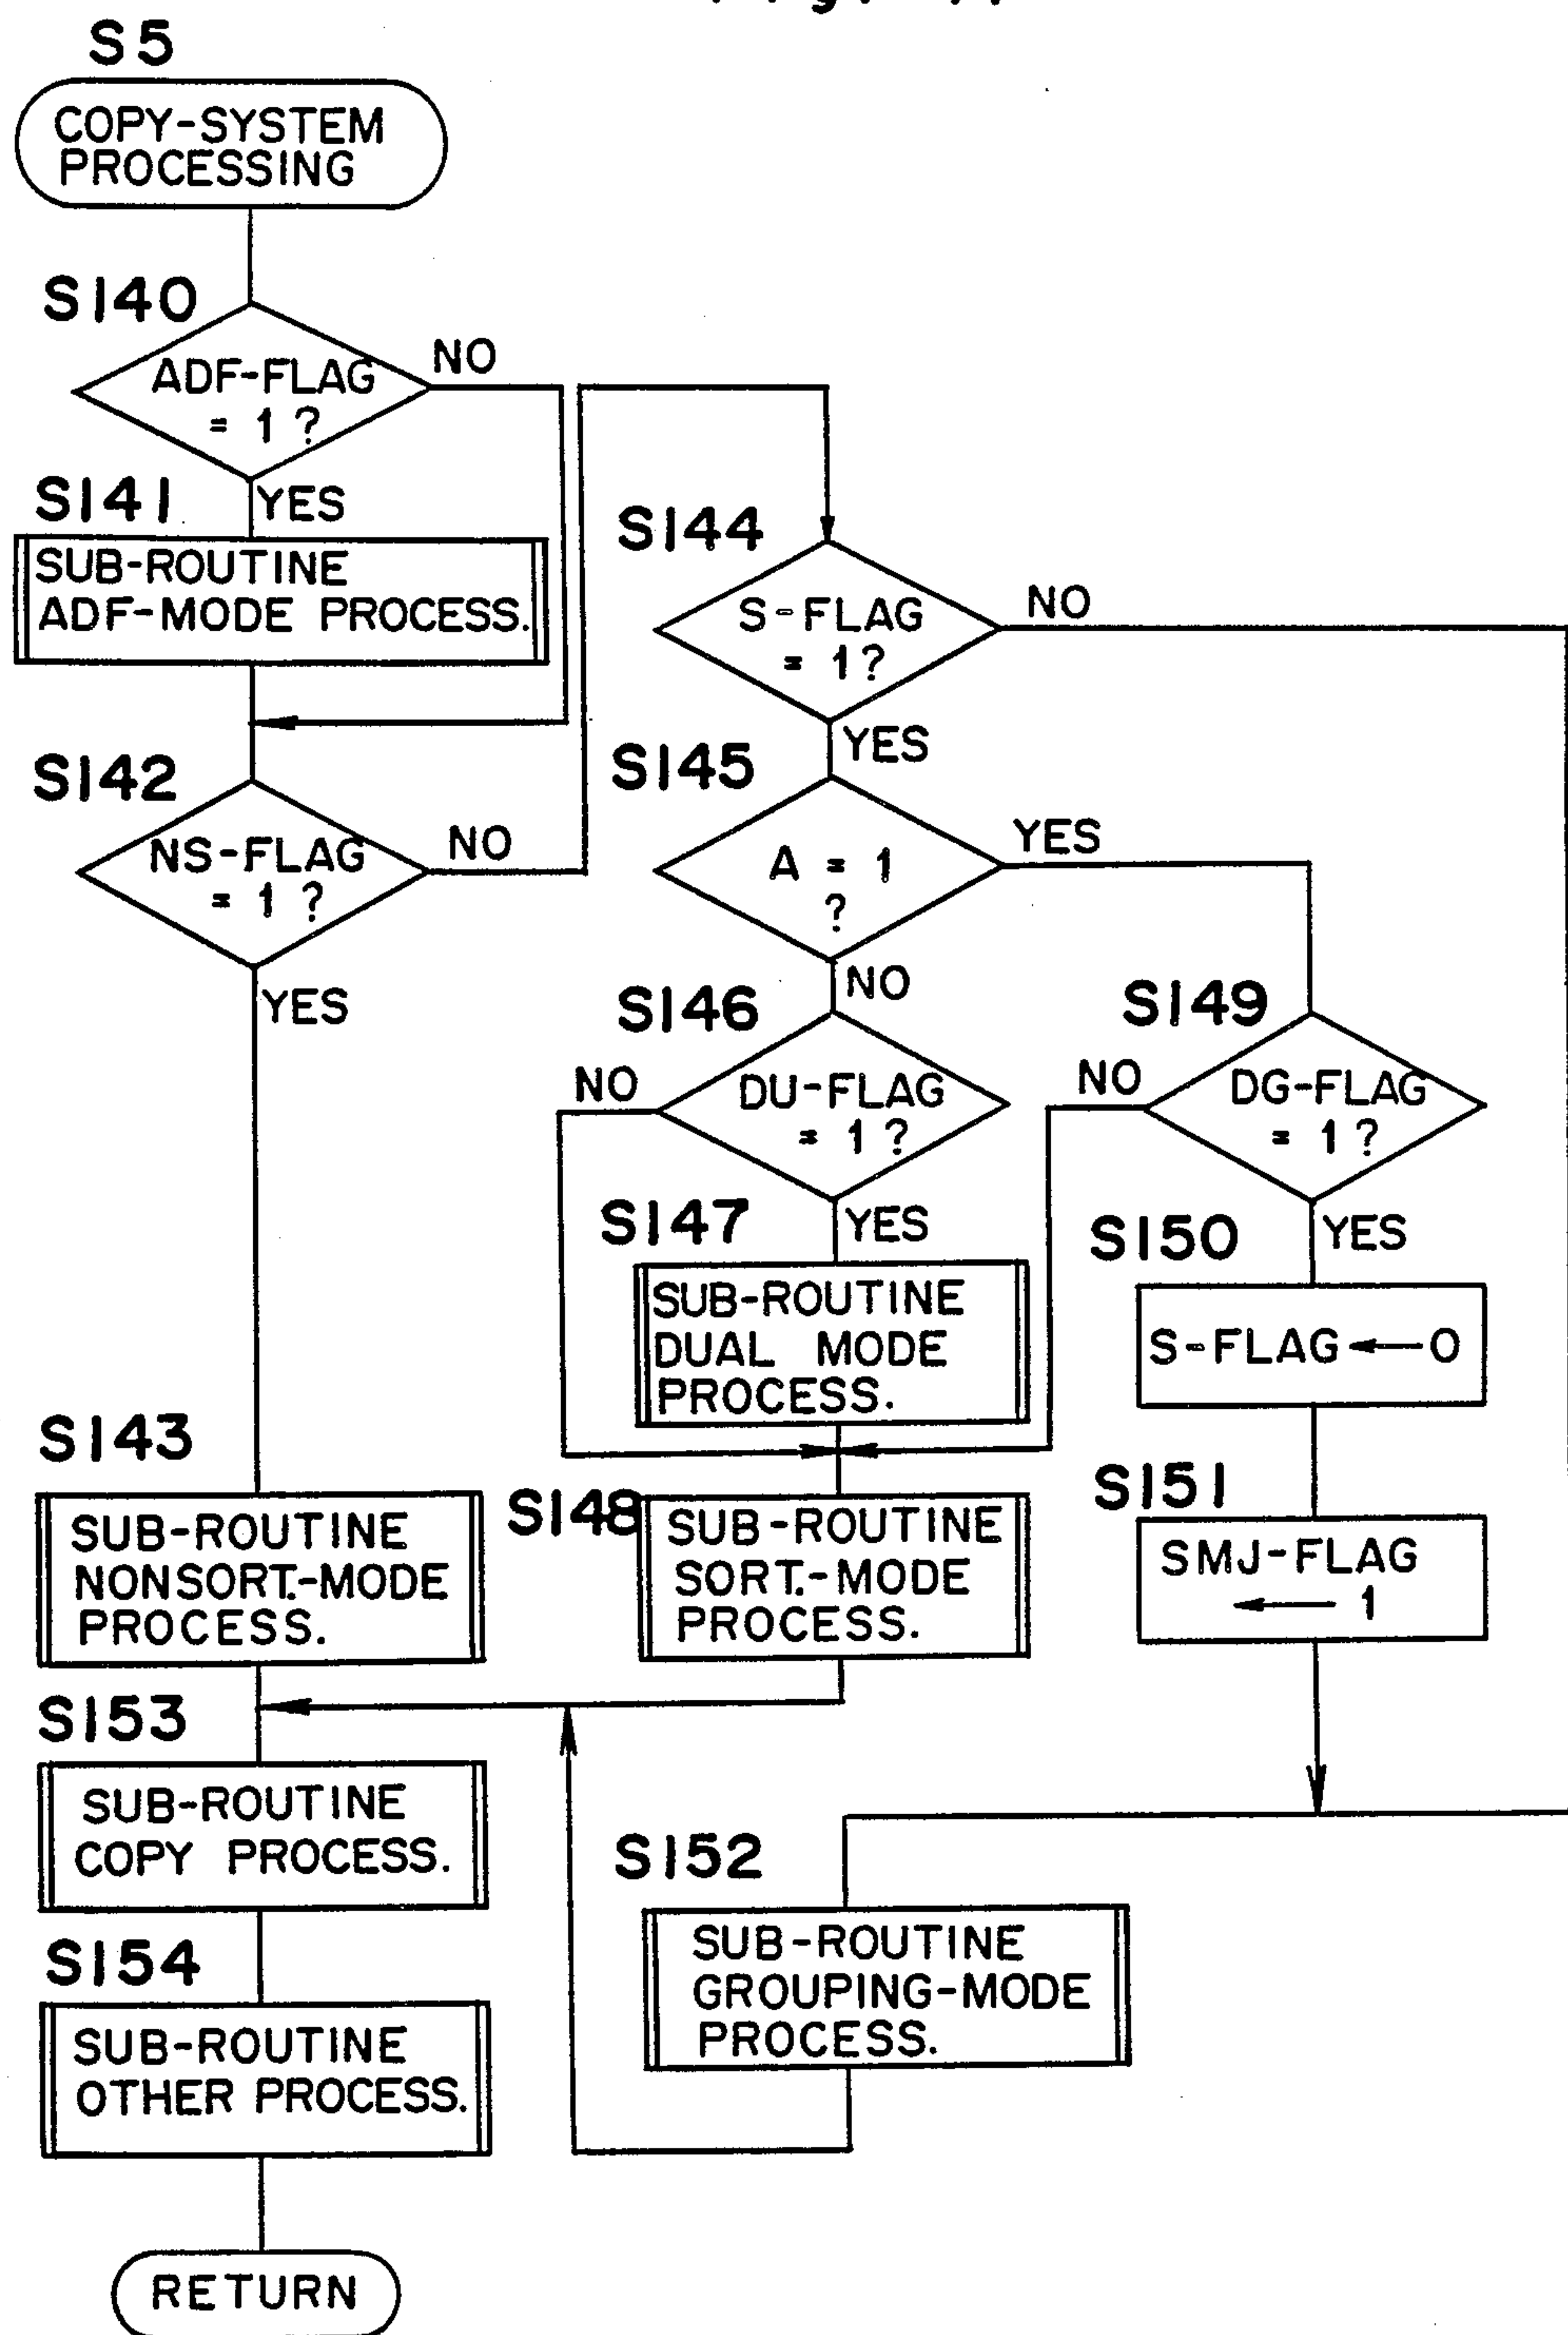 S5
COPY-SYSTEM
PROCESSING
S140
ADF-FLAG
= 1 ?
NO
YES
S141
SUB-ROUTINE
ADF-MODE PROCESS.
S142
NS-FLAG
= 1 ?
NO
YES
S143
SUB-ROUTINE
NONSORT.-MODE
PROCESS.
S144
S-FLAG
= 1 ?
NO
YES
S145
A = 1
?
YES
NO
S146
DU-FLAG
= 1 ?
NO
YES
S147
SUB-ROUTINE
DUAL MODE
PROCESS.
S148
SUB-ROUTINE
SORT.-MODE
PROCESS.
S149
DG-FLAG
= 1 ?
NO
YES
S150
S-FLAG ← 0
S151
SMJ-FLAG
← 1
S152
SUB-ROUTINE
GROUPING-MODE
PROCESS.
S153
SUB-ROUTINE
COPY PROCESS.
S154
SUB-ROUTINE
OTHER PROCESS.
RETURN